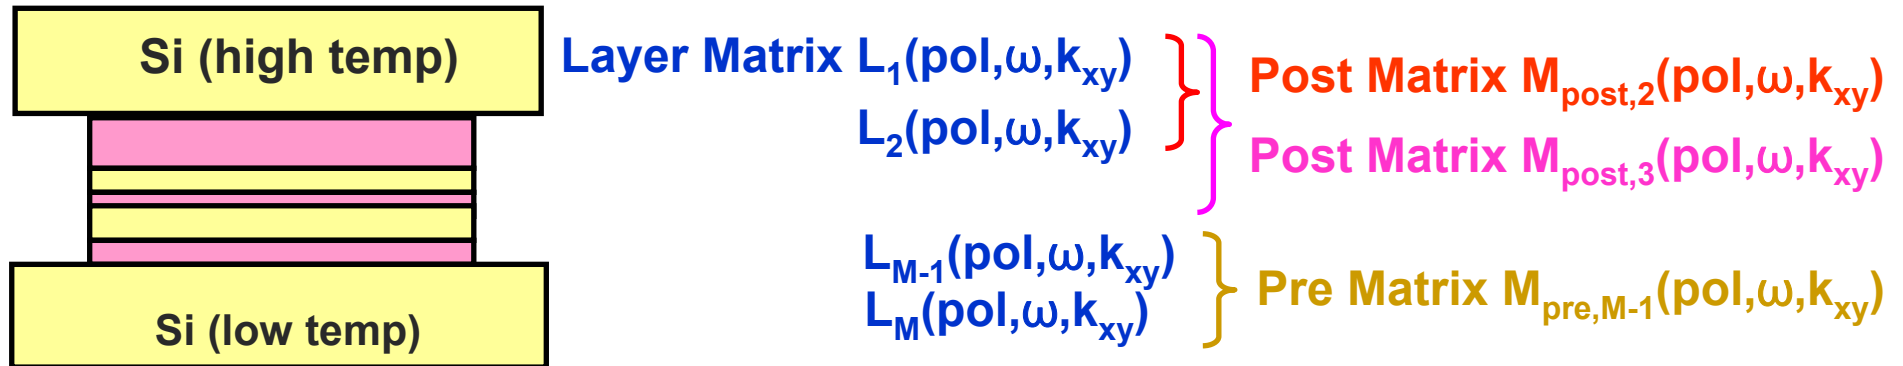 Si (high temp)
Layer Matrix L1(pol,ω,kxy)
L2(pol,ω,kxy)
Post Matrix Mpost,2(pol,ω,kxy)
Post Matrix Mpost,3(pol,ω,kxy)
LM-1(pol,ω,kxy)
LM(pol,ω,kxy)
Pre Matrix Mpre,M-1(pol,ω,kxy)
Si (low temp)